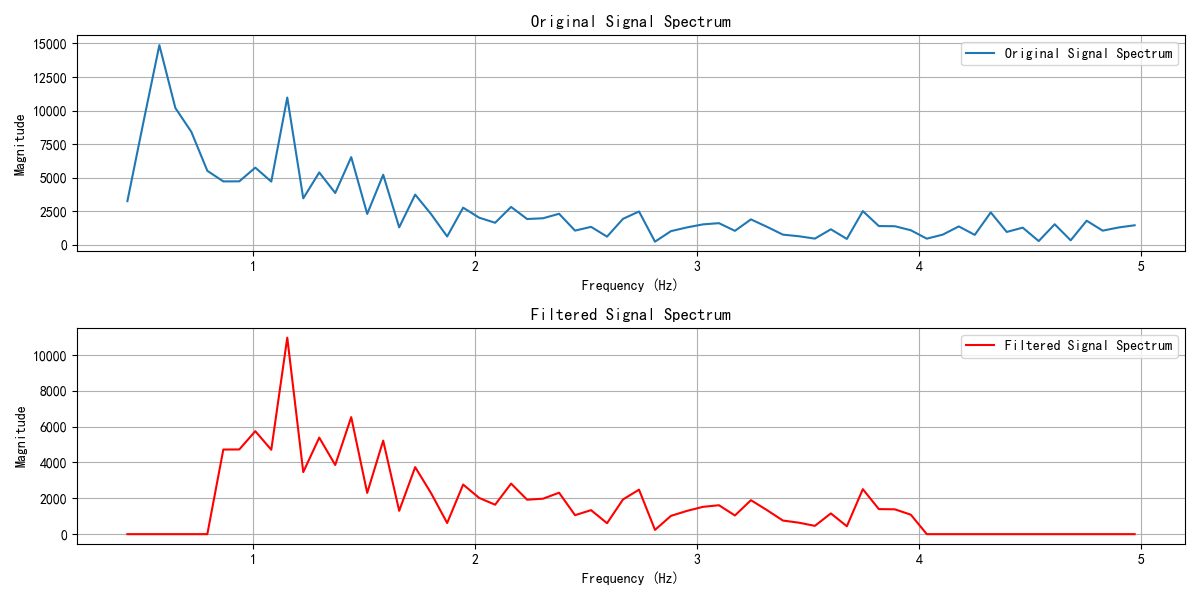 Original Signal Spectrum
Original Signal Spectrum
15000
12500
10000
7500
5000
2500
0
Magnitude
1 2 3 4 5
Frequency (Hz)
Filtered Signal Spectrum
Filtered Signal Spectrum
10000
8000
6000
4000
2000
0
Magnitude
1 2 3 4 5
Frequency (Hz)